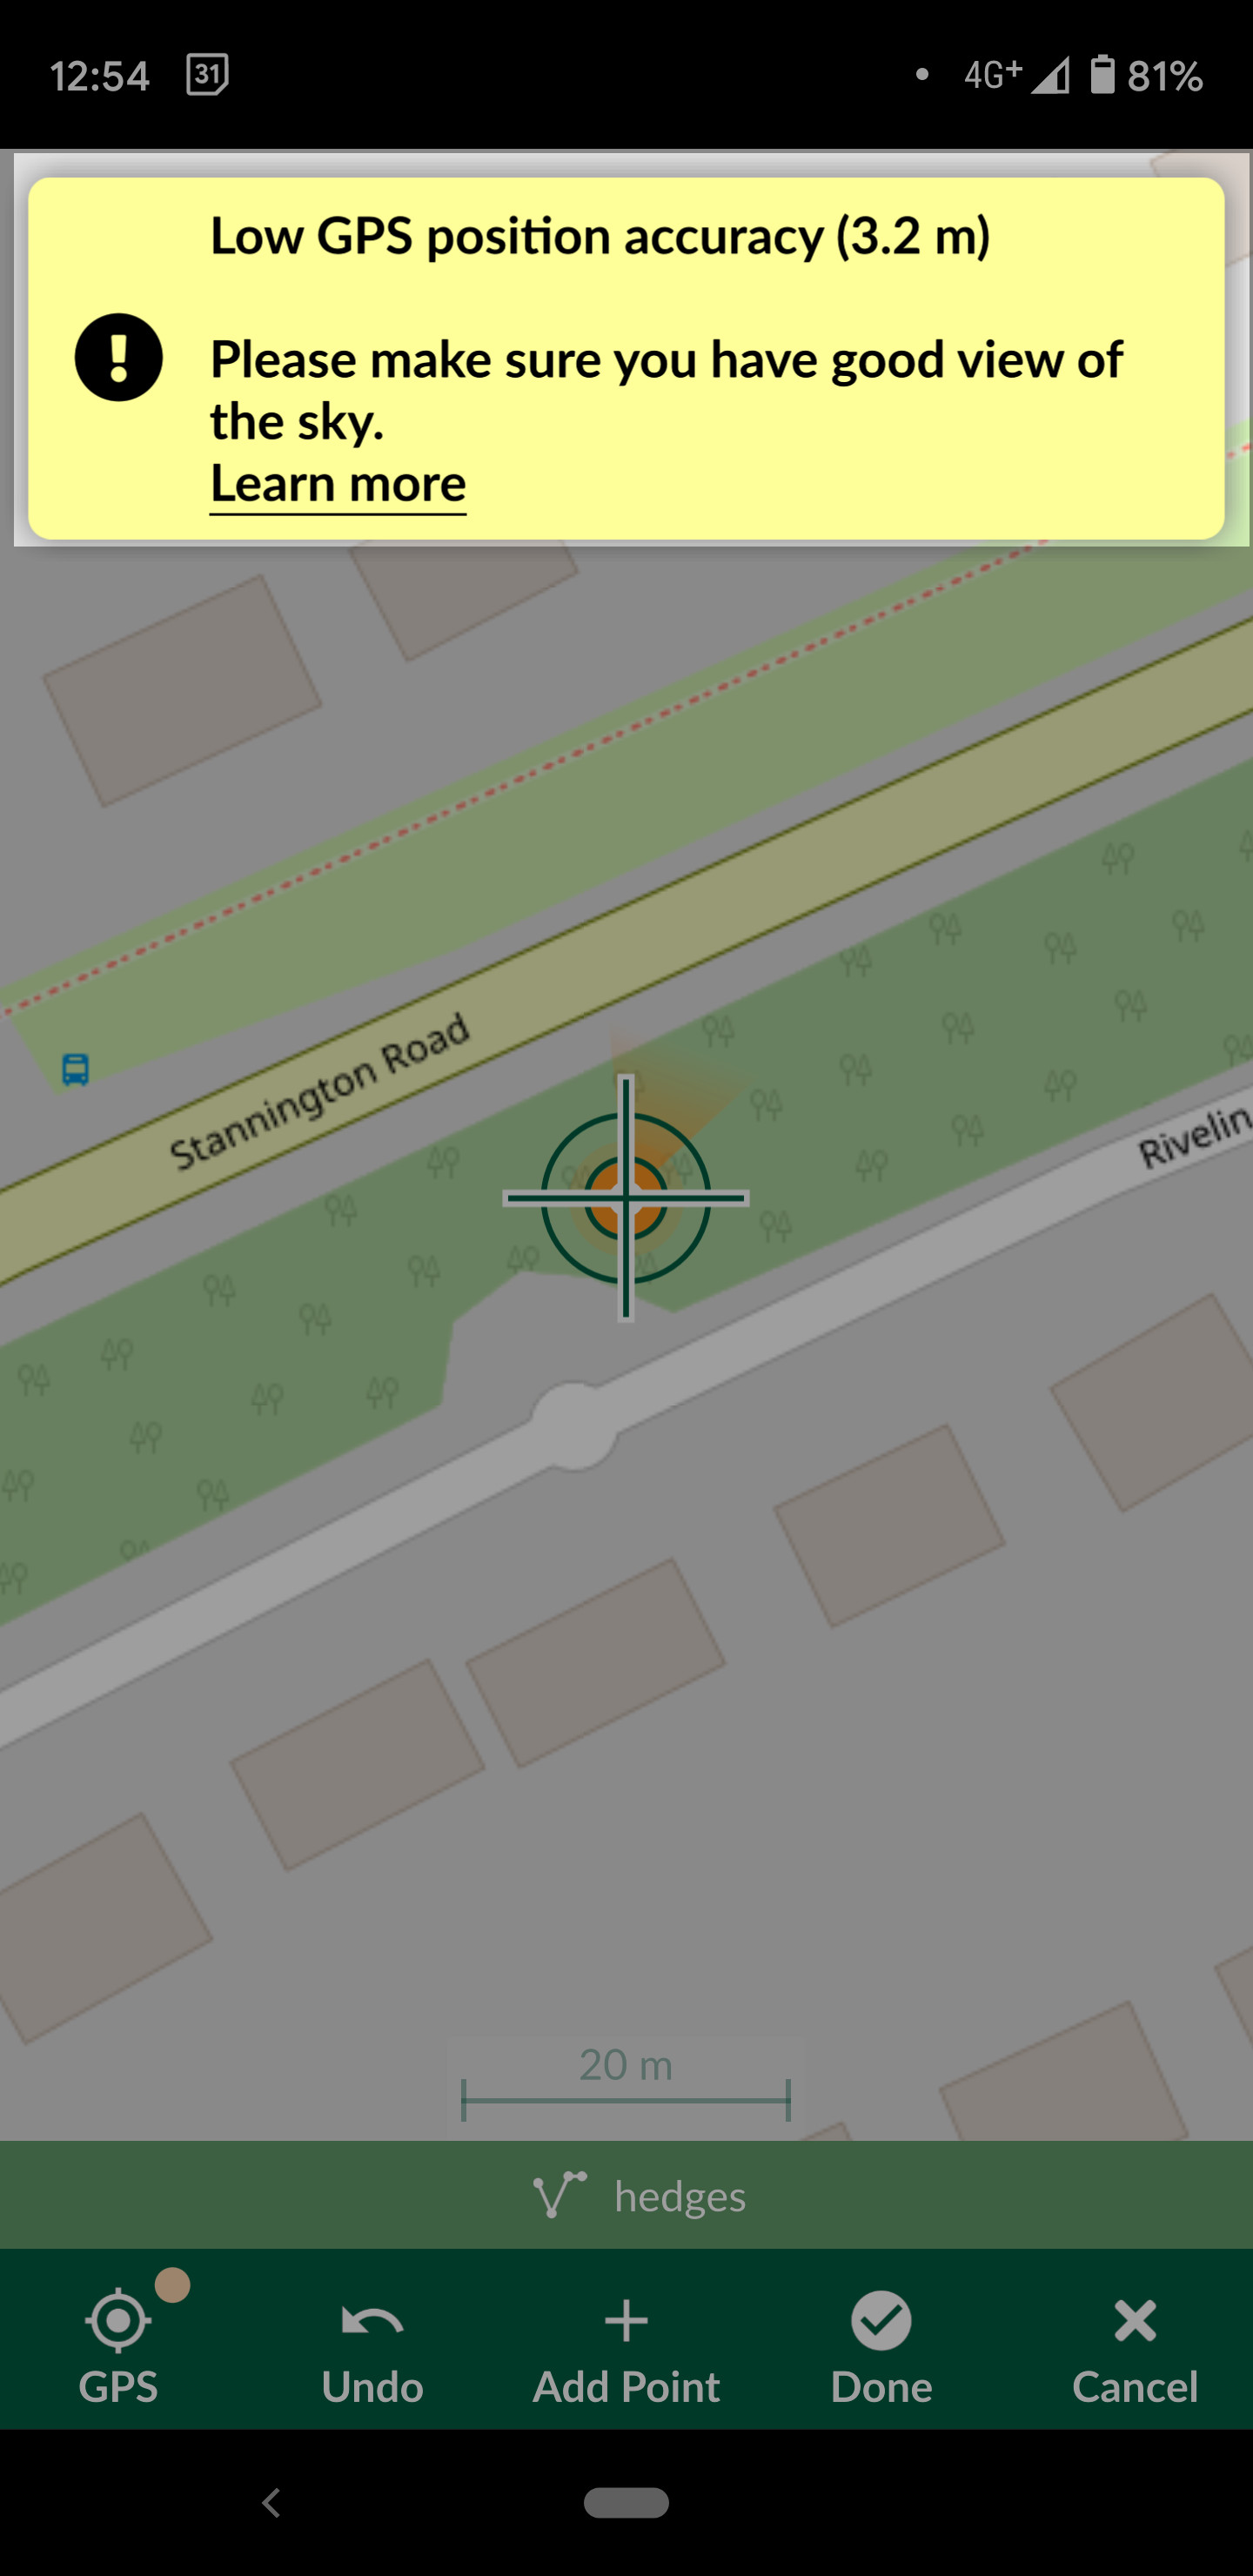 12:54 31 4G+ 81%
Low GPS position accuracy (3.2 m)
Please make sure you have good view of
the sky.
Learn more
Stannington Road
Rivelin
20 m
hedges
GPS Undo Add Point Done Cancel